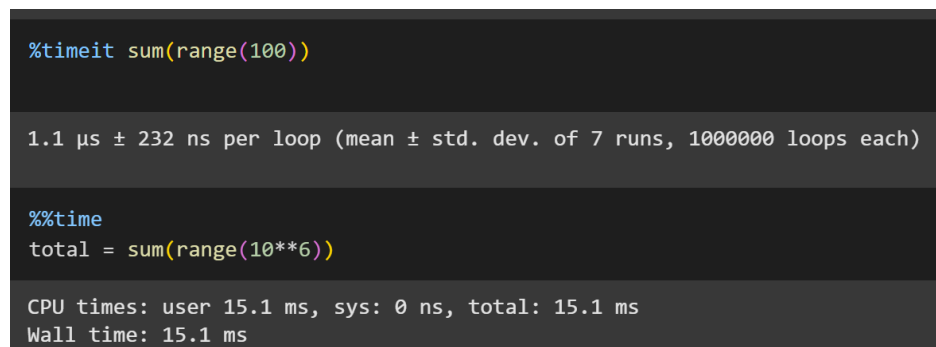 %timeit sum(range(100))
1.1 µs ± 232 ns per loop (mean ± std. dev. of 7 runs, 1000000 loops each)
%%time
total = sum(range(10**6))
CPU times: user 15.1 ms, sys: 0 ns, total: 15.1 ms
Wall time: 15.1 ms